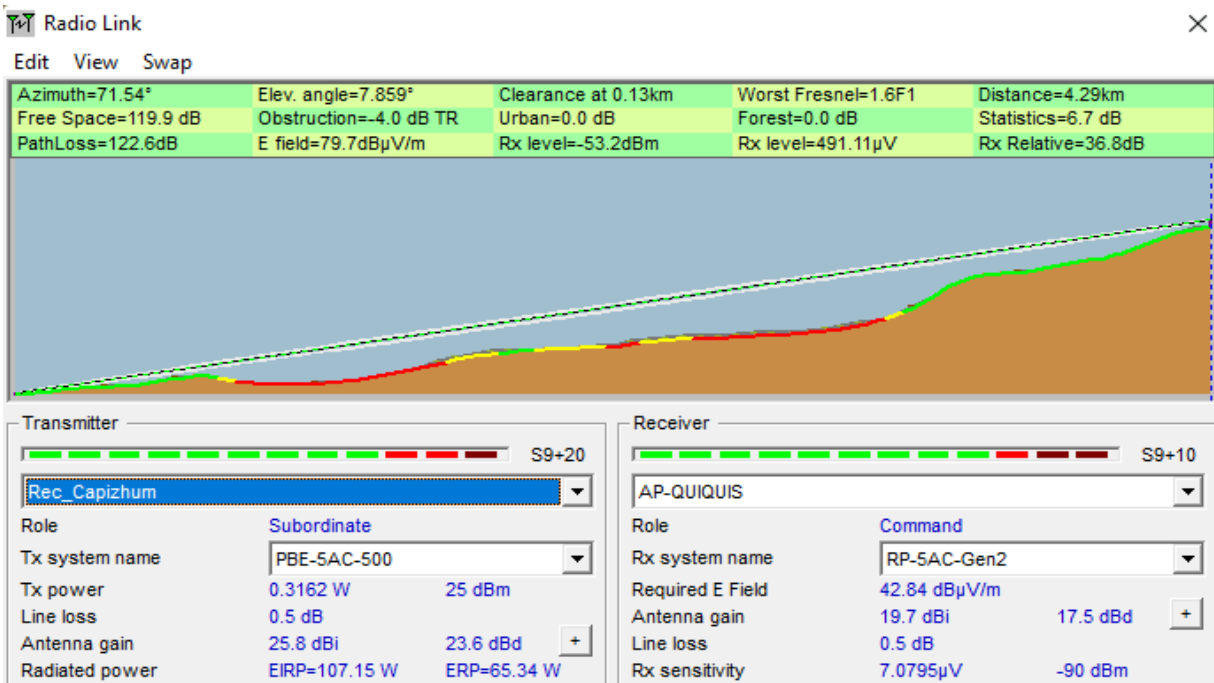 Radio Link
Edit View Swap
Azimuth=71.54° Elev. angle=7.859° Clearance at 0.13km Worst Fresnel=1.6F1 Distance=4.29km
Free Space=119.9 dB Obstruction=-4.0 dB TR Urban=0.0 dB Forest=0.0 dB Statistics=6.7 dB
PathLoss=122.6dB E field=79.7dBµV/m Rx level=-53.2dBm Rx level=491.11µV Rx Relative=36.8dB
Transmitter
S9+20
Rec_Capizhum
Role Subordinate
Tx system name PBE-5AC-500
Tx power 0.3162 W 25 dBm
Line loss 0.5 dB
Antenna gain 25.8 dBi 23.6 dBd +
Radiated power EIRP=107.15 W ERP=65.34 W
Receiver
S9+10
AP-QUIQUIS
Role Command
Rx system name RP-5AC-Gen2
Required E Field 42.84 dBµV/m
Antenna gain 19.7 dBi 17.5 dBd +
Line loss 0.5 dB
Rx sensitivity 7.0795µV -90 dBm